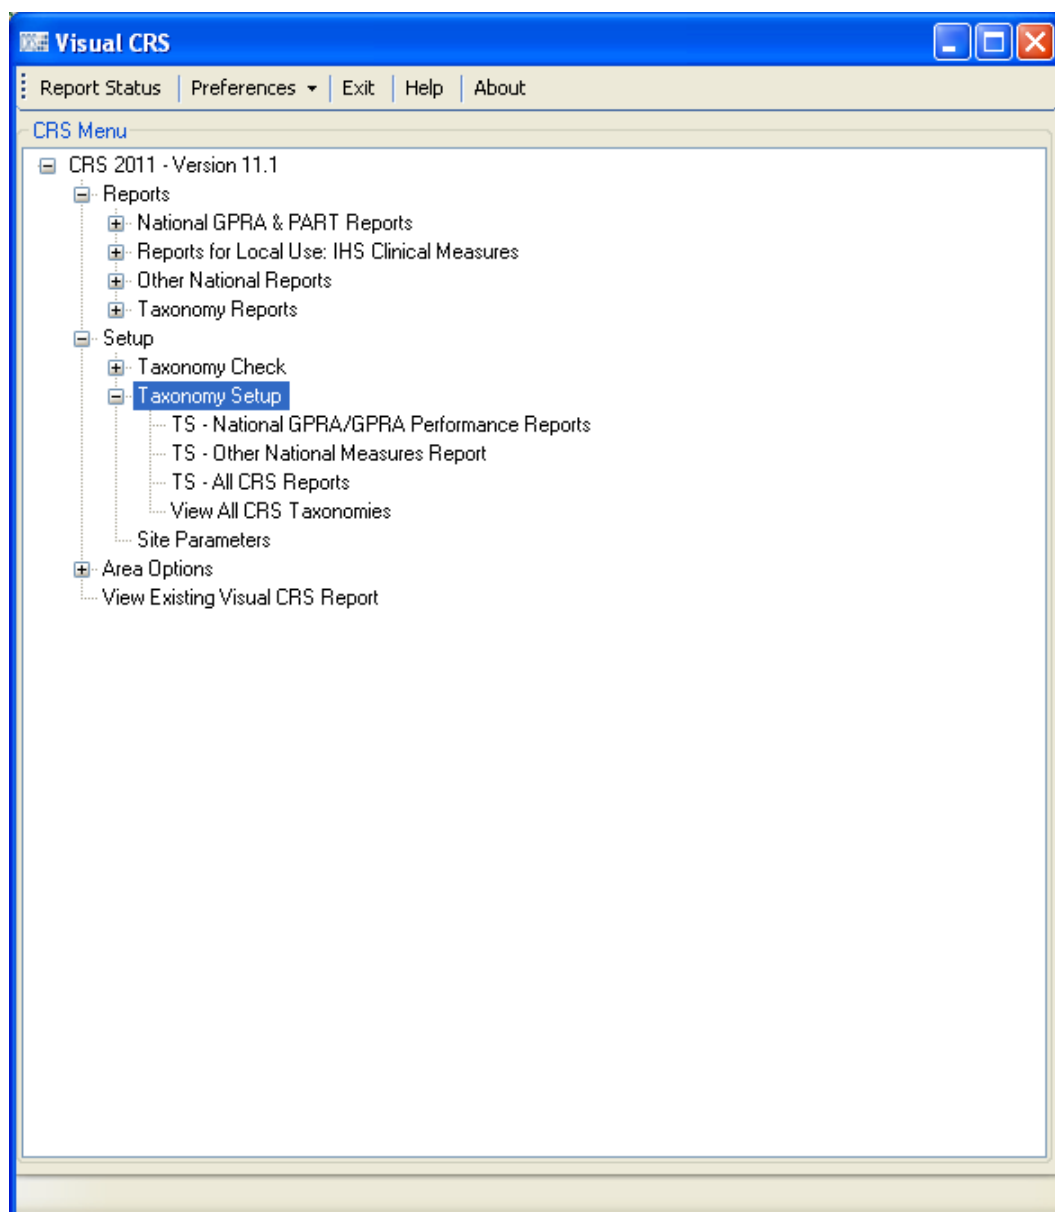 Visual CRS
Report Status Preferences Exit Help About
CRS Menu
CRS 2011 - Version 11.1
Reports
National GPRA & PART Reports
Reports for Local Use: IHS Clinical Measures
Other National Reports
Taxonomy Reports
Setup
Taxonomy Check
Taxonomy Setup
TS - National GPRA/GPRA Performance Reports
TS - Other National Measures Report
TS - All CRS Reports
View All CRS Taxonomies
Site Parameters
Area Options
View Existing Visual CRS Report